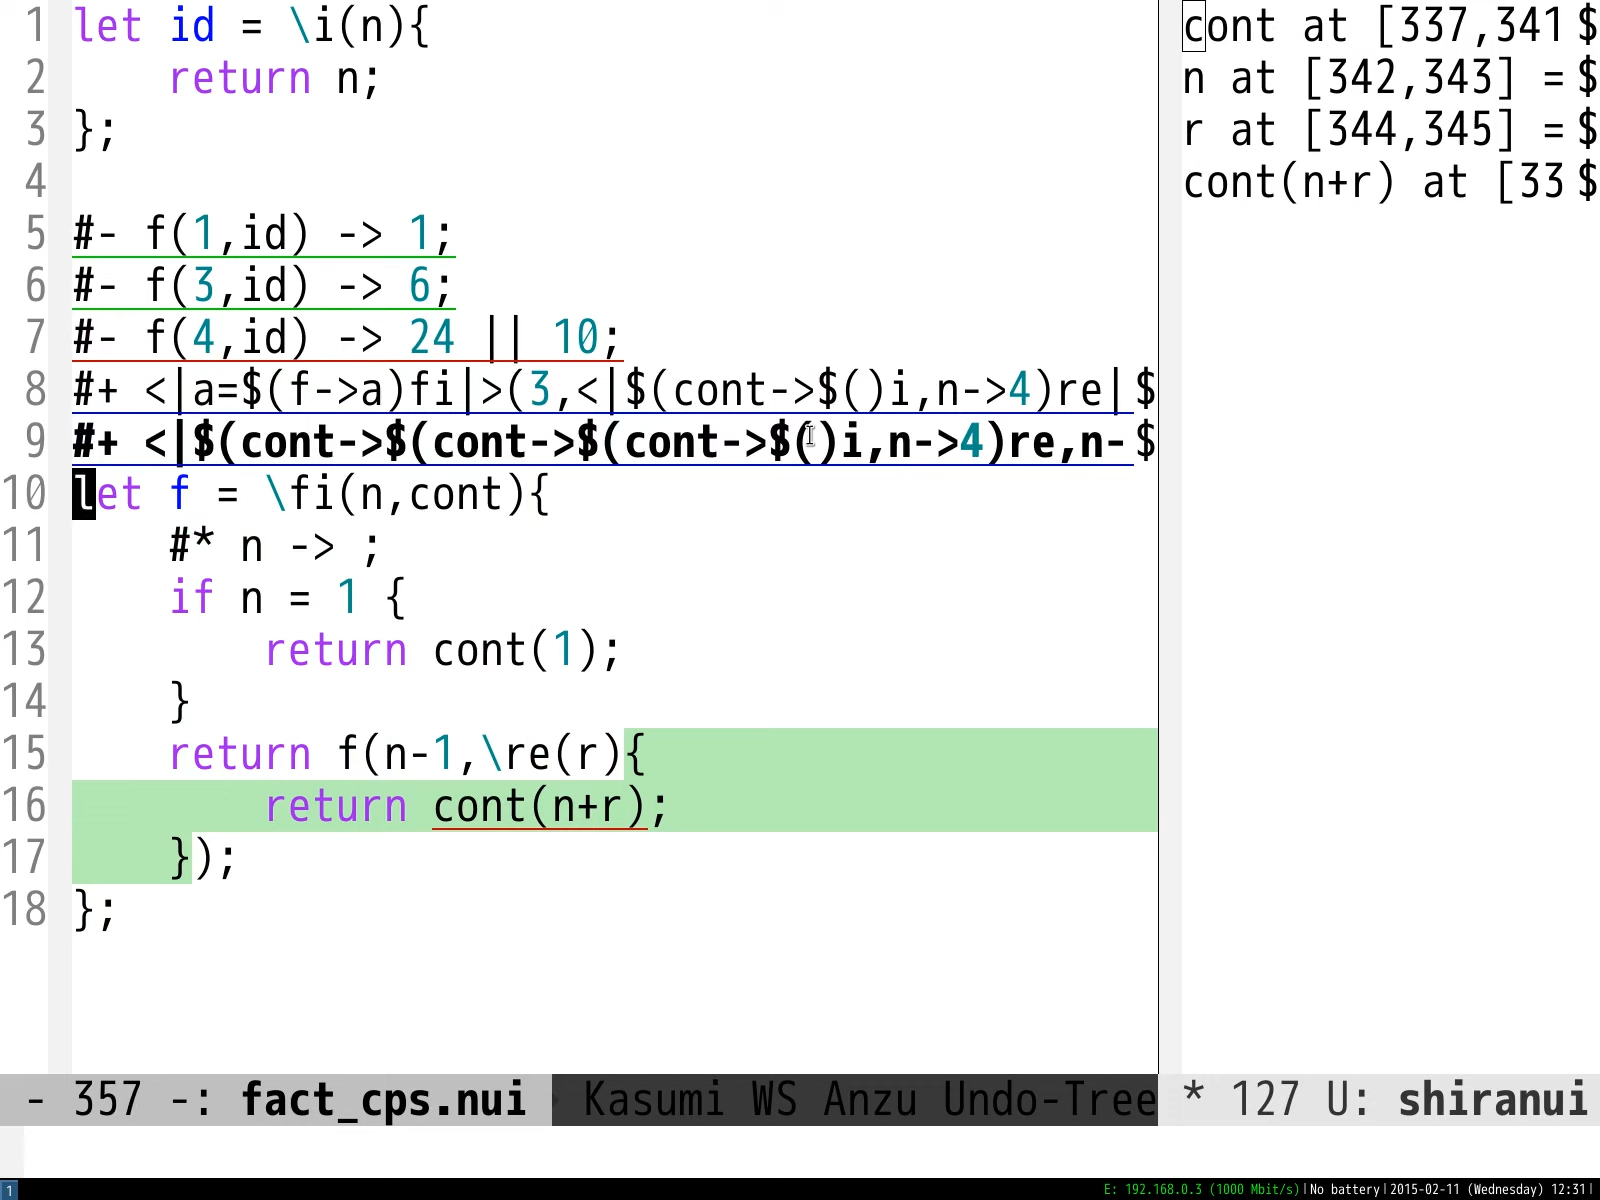 1 let id = \i(n){
2     return n;
3 };
4
5 #- f(1,id) -> 1;
6 #- f(3,id) -> 6;
7 #- f(4,id) -> 24 || 10;
8 #+ <|a=$(f->a)fi|>(3,<|$(cont->$()i,n->4)re|$
9 #+ <|$(cont->$(cont->$(cont->$()i,n->4)re,n-$
10 let f = \fi(n,cont){
11     #* n -> ;
12     if n = 1 {
13         return cont(1);
14     }
15     return f(n-1,\re(r){
16         return cont(n+r);
17     });
18 };
cont at [337,341$
n at [342,343] =$
r at [344,345] =$
cont(n+r) at [33$
- 357 -: fact_cps.nui Kasumi WS Anzu Undo-Tree
* 127 U: shiranui
1 E: 192.168.0.3 (1000 Mbit/s)|No battery|2015-02-11 (Wednesday) 12:31|